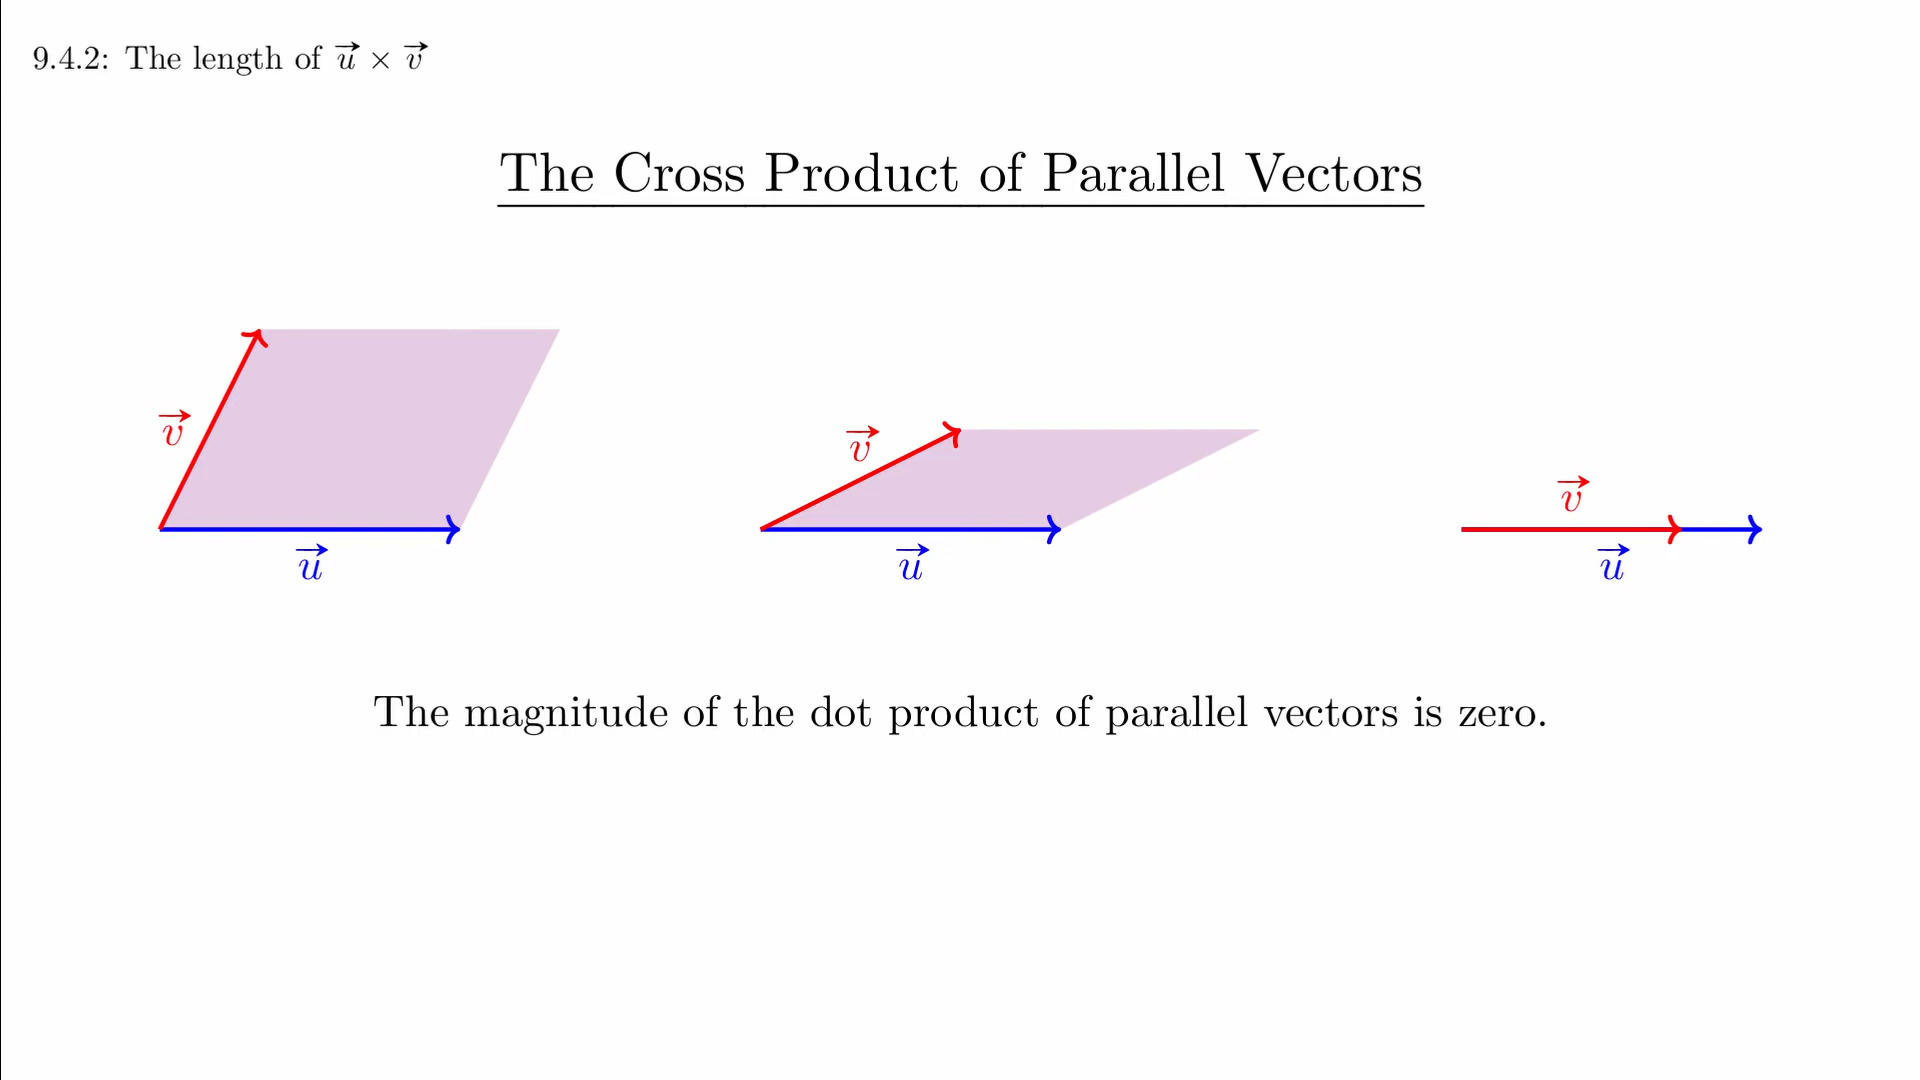 9.4.2: The length of u⃗ × v⃗
The Cross Product of Parallel Vectors
v⃗
u⃗
v⃗
u⃗
v⃗
u⃗
The magnitude of the dot product of parallel vectors is zero.